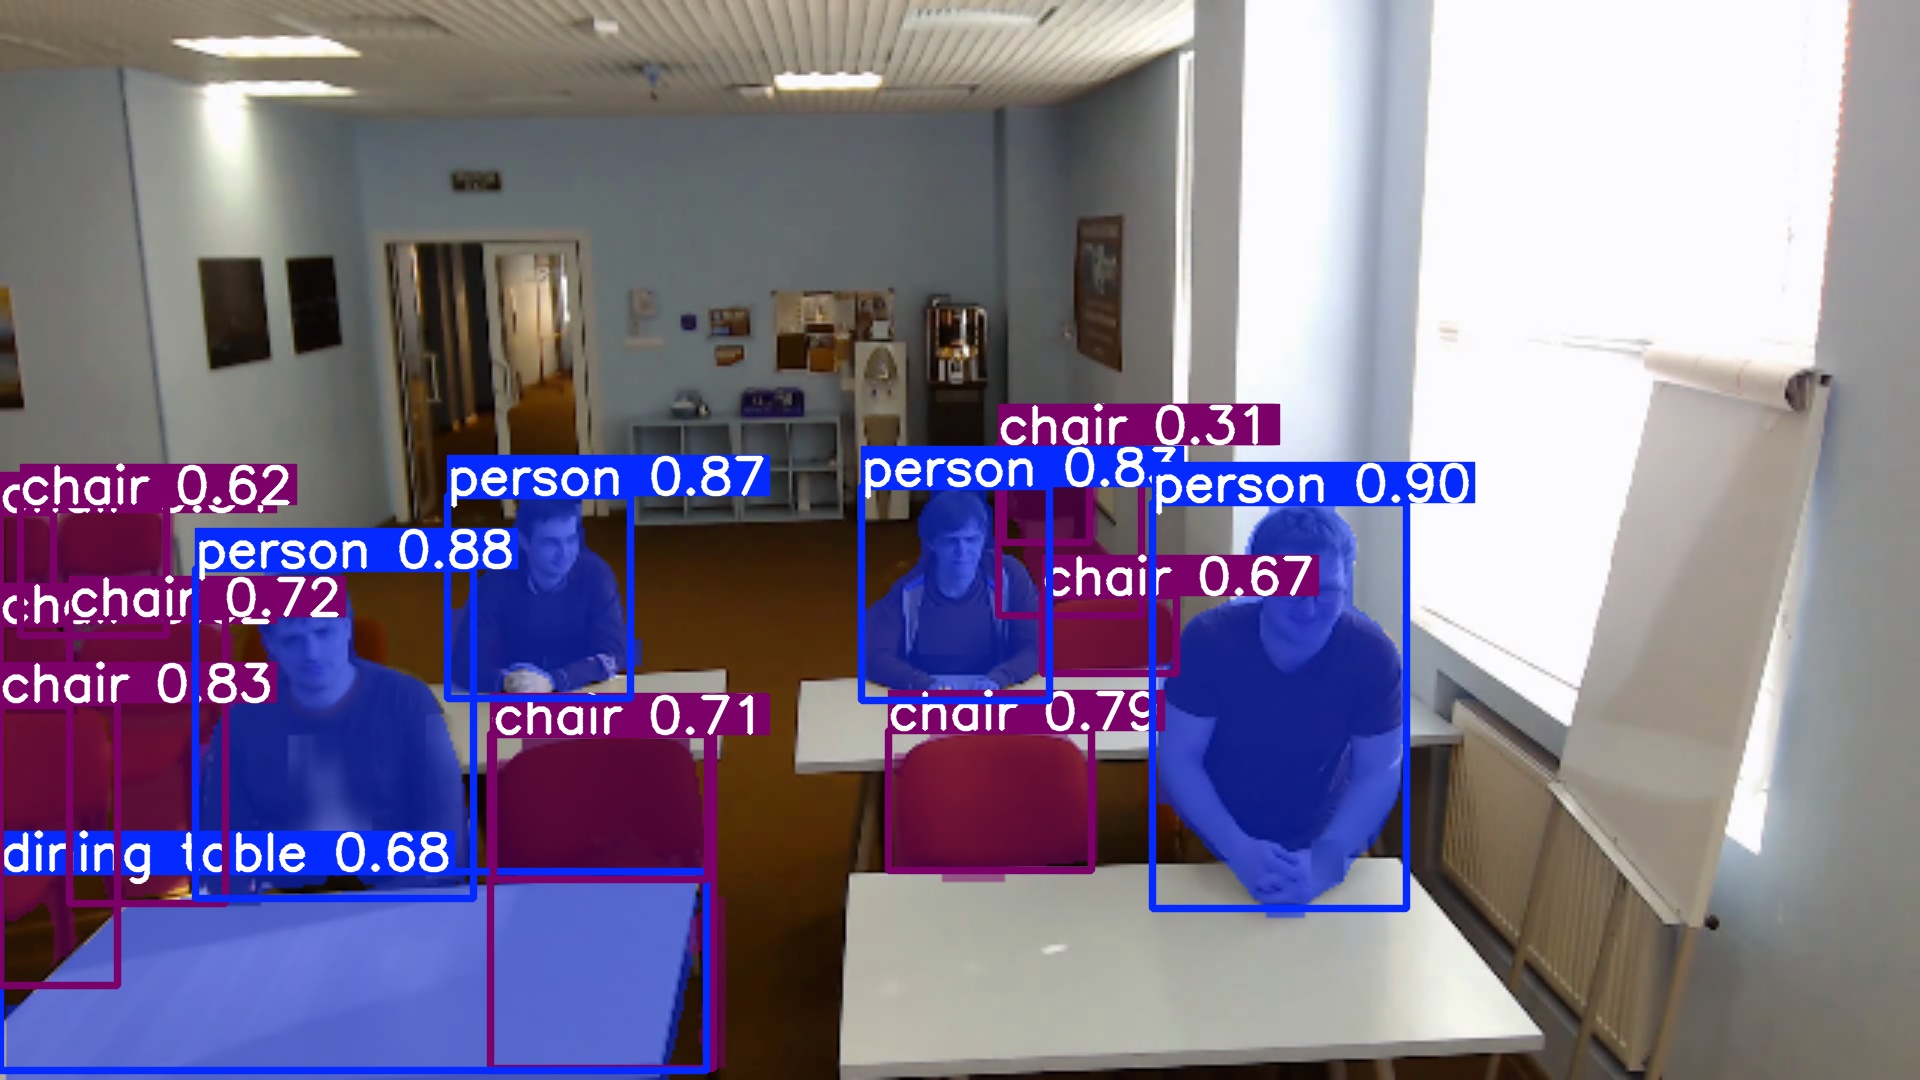 chair 0.31
person 0.87
person 0.87
person 0.90
chair 0.62
person 0.88
chair 0.67
chair 0.72
chair 0.83
chair 0.71
chair 0.79
dining table 0.68